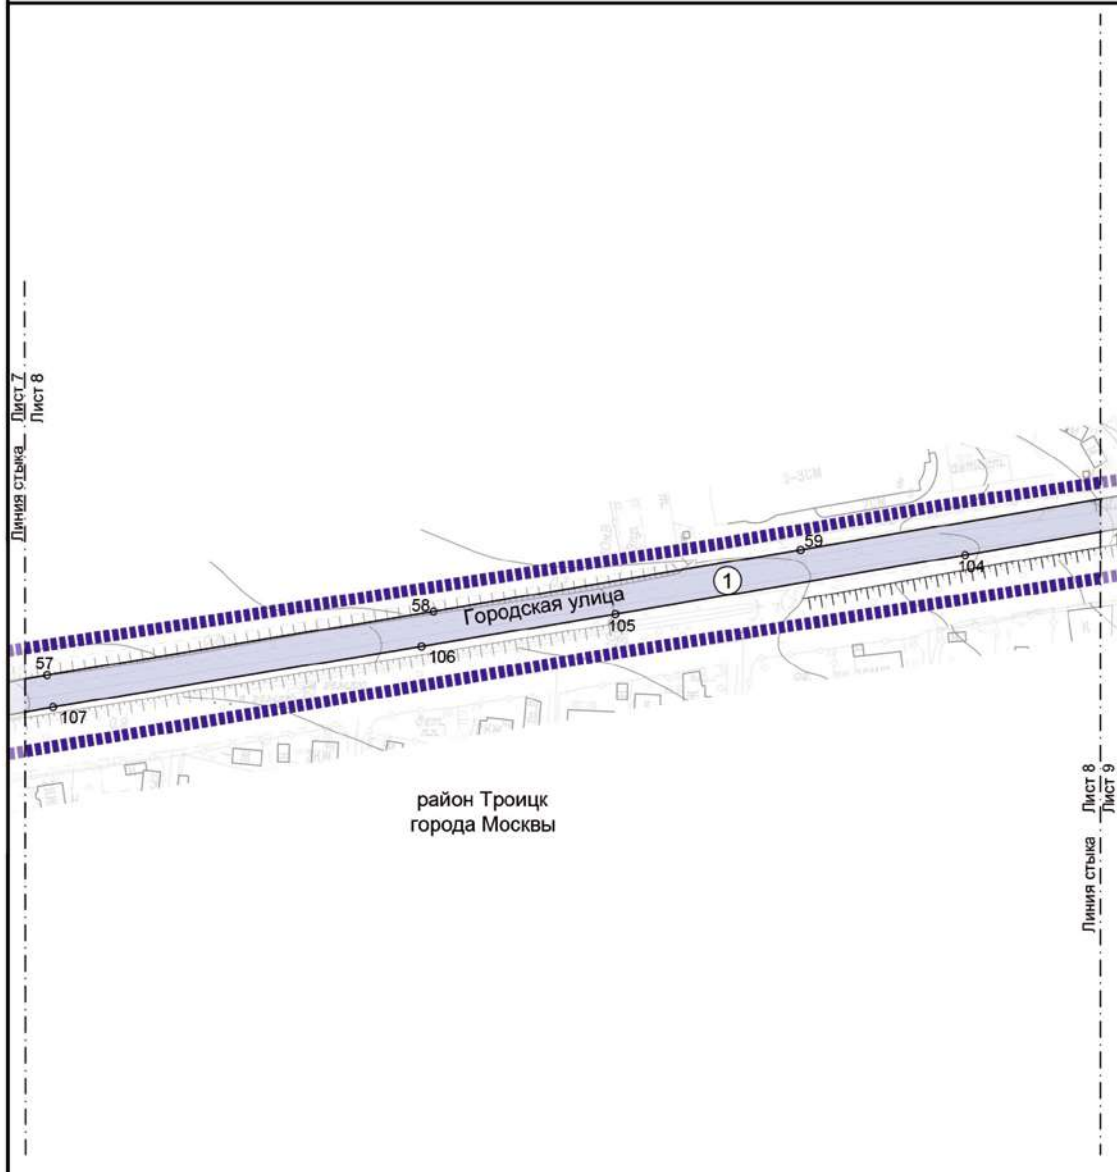 Линия стыка Лист 7
Лист 8
59
58
Городская улица
1
104
105
106
57
107
район Троицк
города Москвы
Линия стыка Лист 8
Лист 9